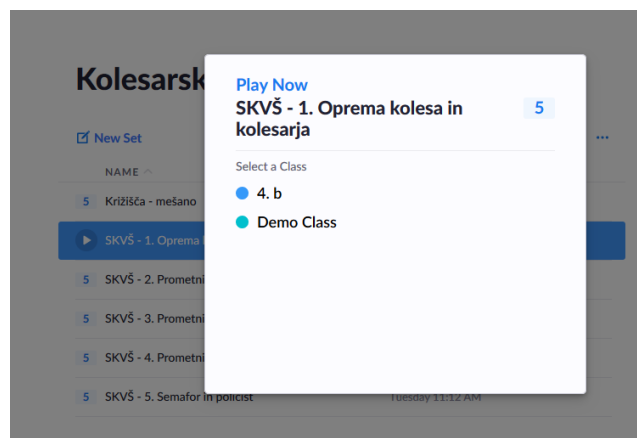 Kolesarsk
New Set
...
NAME
5 Križišča - mešano
SKVŠ - 1. Oprema
5 SKVŠ - 2. Prometni
5 SKVŠ - 3. Prometni
5 SKVŠ - 4. Prometni
5 SKVŠ - 5. Semafor in policist Tuesday 11:12 AM
Play Now
SKVŠ - 1. Oprema kolesa in
kolesarja
5
Select a Class
4. b
Demo Class